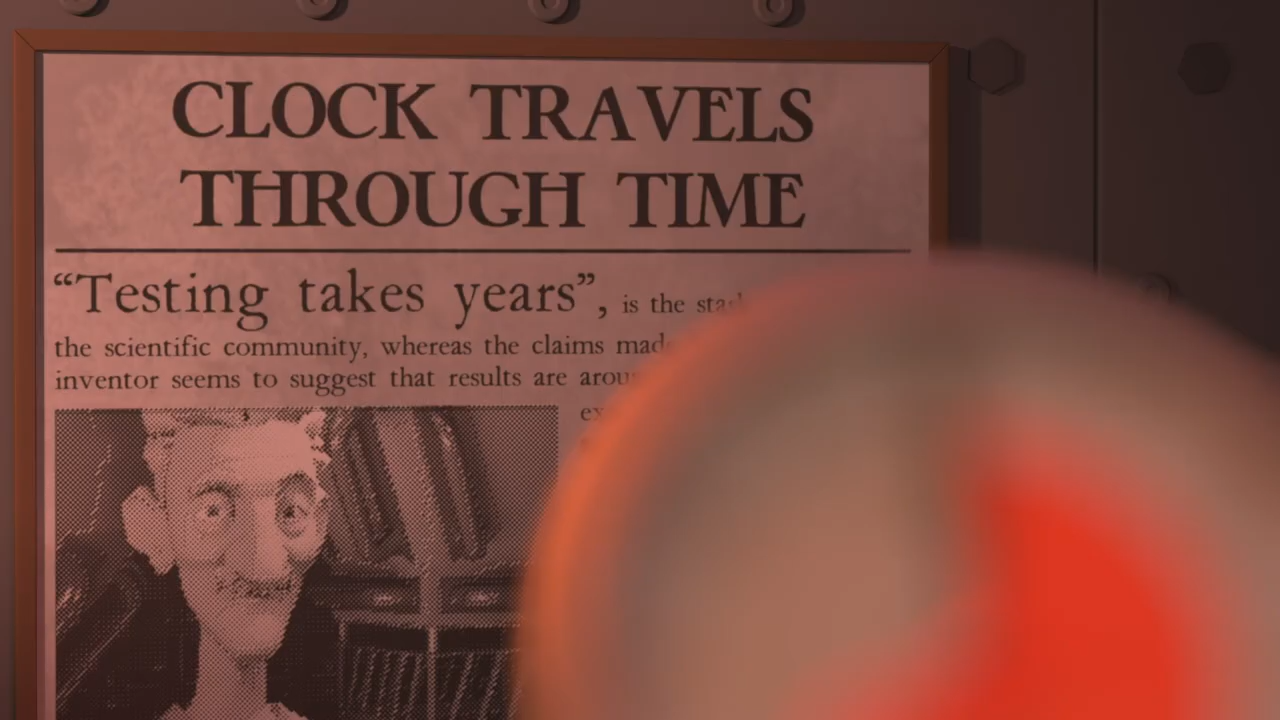 CLOCK TRAVELS
THROUGH TIME
“Testing takes years”, is the
the scientific community, whereas the claims
inventor seems to suggest that results are